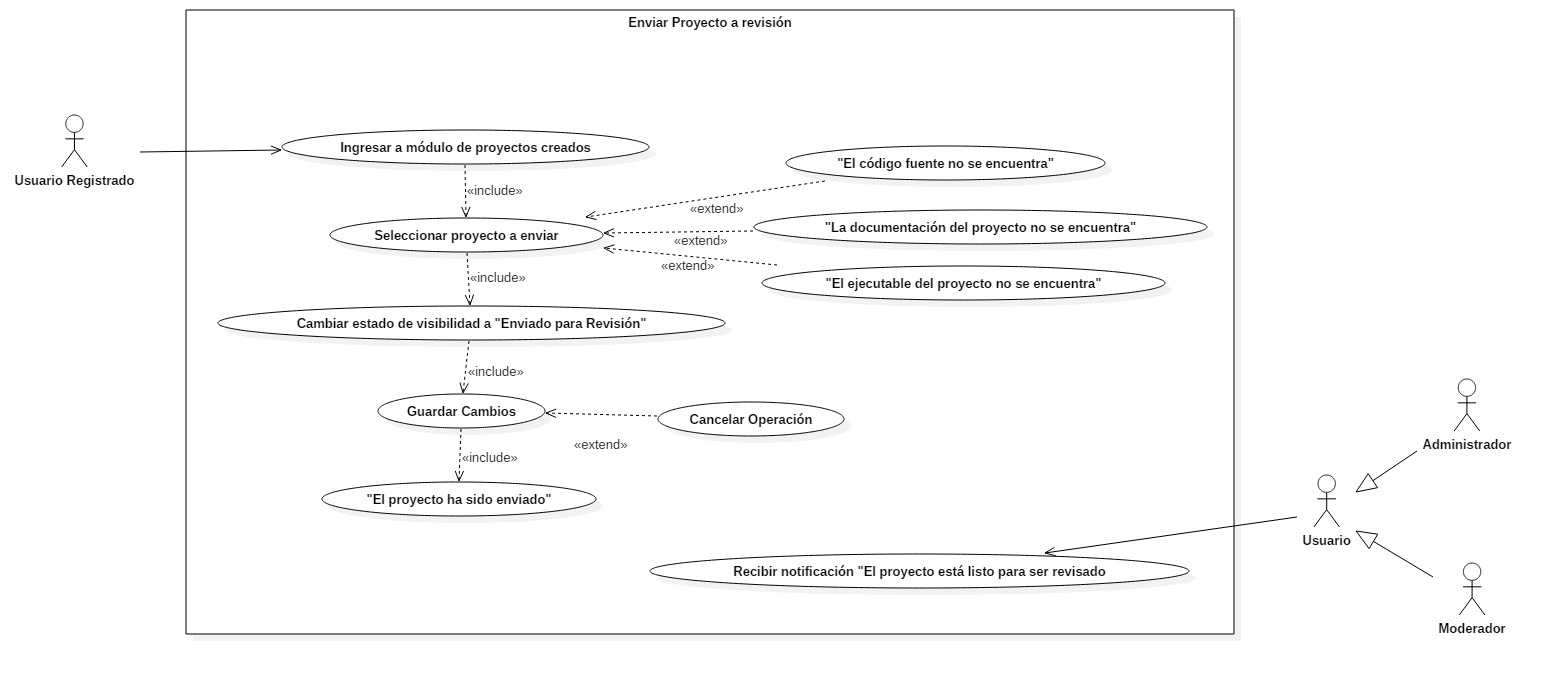 Enviar Proyecto a revisión
Usuario Registrado
Ingresar a módulo de proyectos creados
«include»
"El código fuente no se encuentra"
«extend»
Seleccionar proyecto a enviar
"La documentación del proyecto no se encuentra"
«extend»
«extend»
"El ejecutable del proyecto no se encuentra"
«include»
Cambiar estado de visibilidad a "Enviado para Revisión"
«include»
Guardar Cambios
Cancelar Operación
«extend»
«include»
"El proyecto ha sido enviado"
Recibir notificación "El proyecto está listo para ser revisado
Administrador
Usuario
Moderador